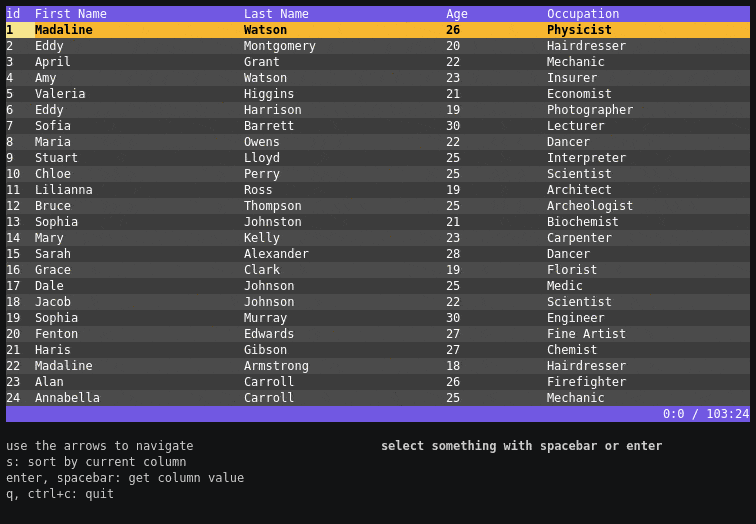 id First Name Last Name Age Occupation
1 Madaline Watson 26 Physicist
2 Eddy Montgomery 20 Hairdresser
3 April Grant 22 Mechanic
4 Amy Watson 23 Insurer
5 Valeria Higgins 21 Economist
6 Eddy Harrison 19 Photographer
7 Sofia Barrett 30 Lecturer
8 Maria Owens 22 Dancer
9 Stuart Lloyd 25 Interpreter
10 Chloe Perry 25 Scientist
11 Lilianna Ross 19 Architect
12 Bruce Thompson 25 Archeologist
13 Sophia Johnston 21 Biochemist
14 Mary Kelly 23 Carpenter
15 Sarah Alexander 28 Dancer
16 Grace Clark 19 Florist
17 Dale Johnson 25 Medic
18 Jacob Johnson 22 Scientist
19 Sophia Murray 30 Engineer
20 Fenton Edwards 27 Fine Artist
21 Haris Gibson 27 Chemist
22 Madaline Armstrong 18 Hairdresser
23 Alan Carroll 26 Firefighter
24 Annabella Carroll 25 Mechanic
0:0 / 103:24
use the arrows to navigate select something with spacebar or enter
s: sort by current column
enter, spacebar: get column value
q, ctrl+c: quit